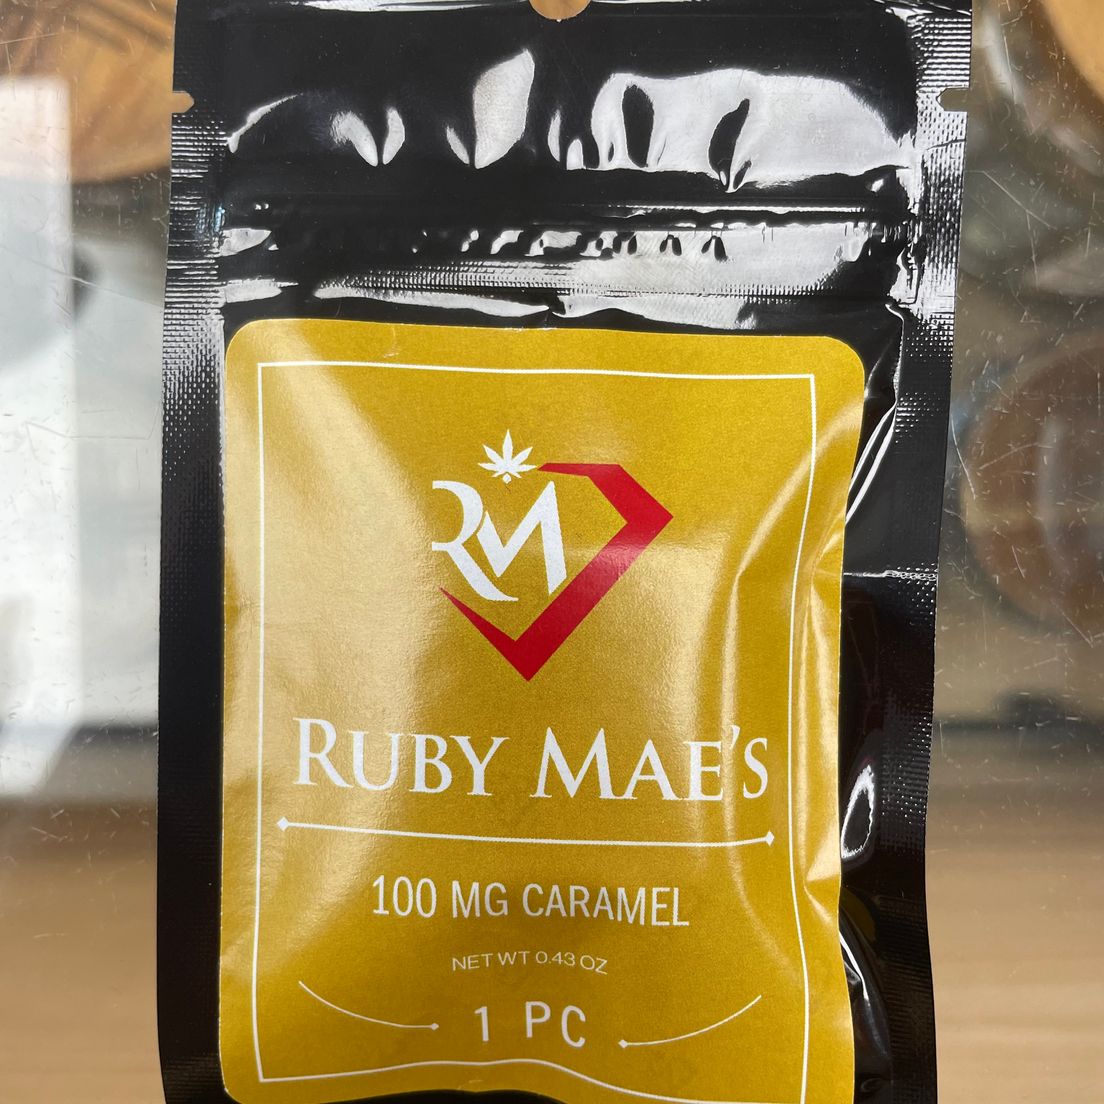 RM
RUBY MAE'S
100 MG CARAMEL
NET WT 0.43 OZ
1 PC